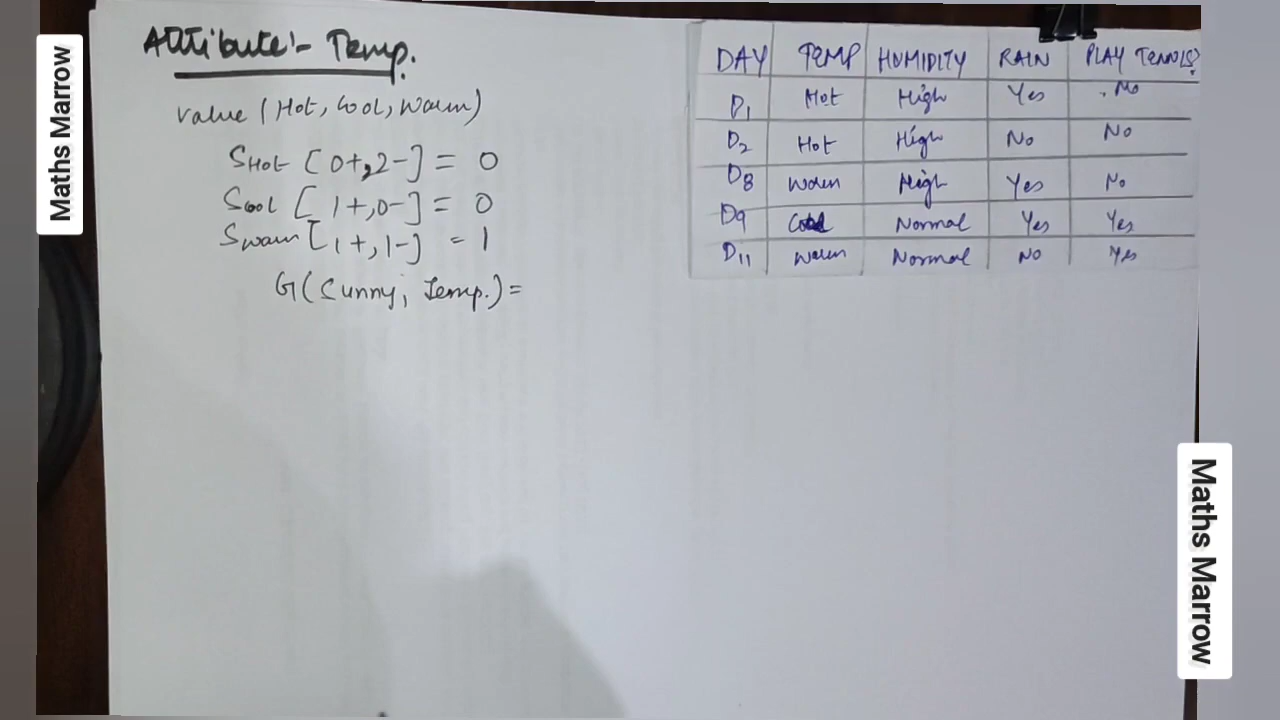 Maths Marrow
Attribute:- Temp.
Value (Hot, Cool, Warm)
SHot [0+, 2-] = 0
SCool [1+, 0-] = 0
SWarm [1+, 1-] = 1
G(Sunny, Temp.) =
DAY TEMP HUMIDITY RAIN PLAY TENNIS?
D1 Hot High Yes No
D2 Hot High No No
D8 Warm High Yes No
D9 Cool Normal Yes Yes
D11 Warm Normal No Yes
Maths Marrow